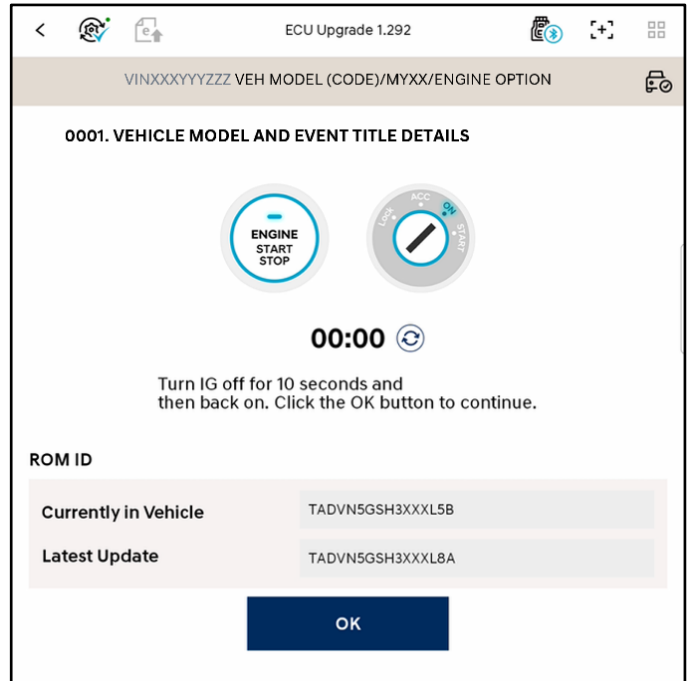 ECU Upgrade 1.292
VINXXXYYYZZZ VEH MODEL (CODE)/MYXX/ENGINE OPTION
0001. VEHICLE MODEL AND EVENT TITLE DETAILS
ENGINE
START
STOP
Lock
ACC
ON
START
00:00
Turn IG off for 10 seconds and
then back on. Click the OK button to continue.
ROM ID
Currently in Vehicle TADVN5GSH3XXXL5B
Latest Update TADVN5GSH3XXXL8A
OK